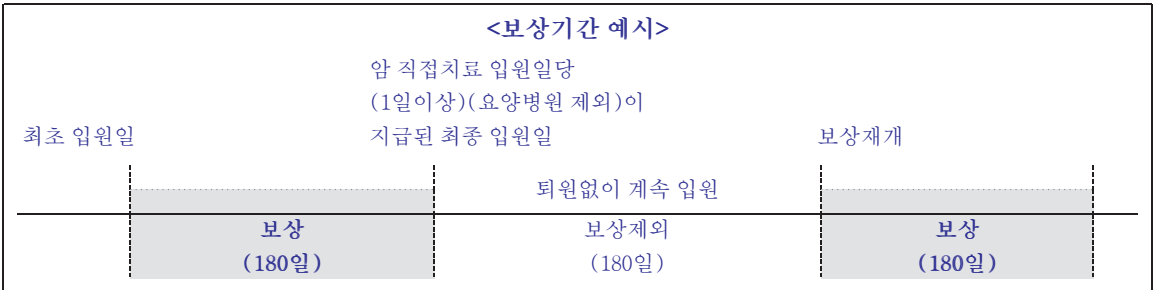 <보상기간 예시>
암 직접치료 입원일당
(1일이상)(요양병원 제외)이
최초 입원일 지급된 최종 입원일 보상재개
퇴원없이 계속 입원
보상 보상제외 보상
(180일) (180일) (180일)